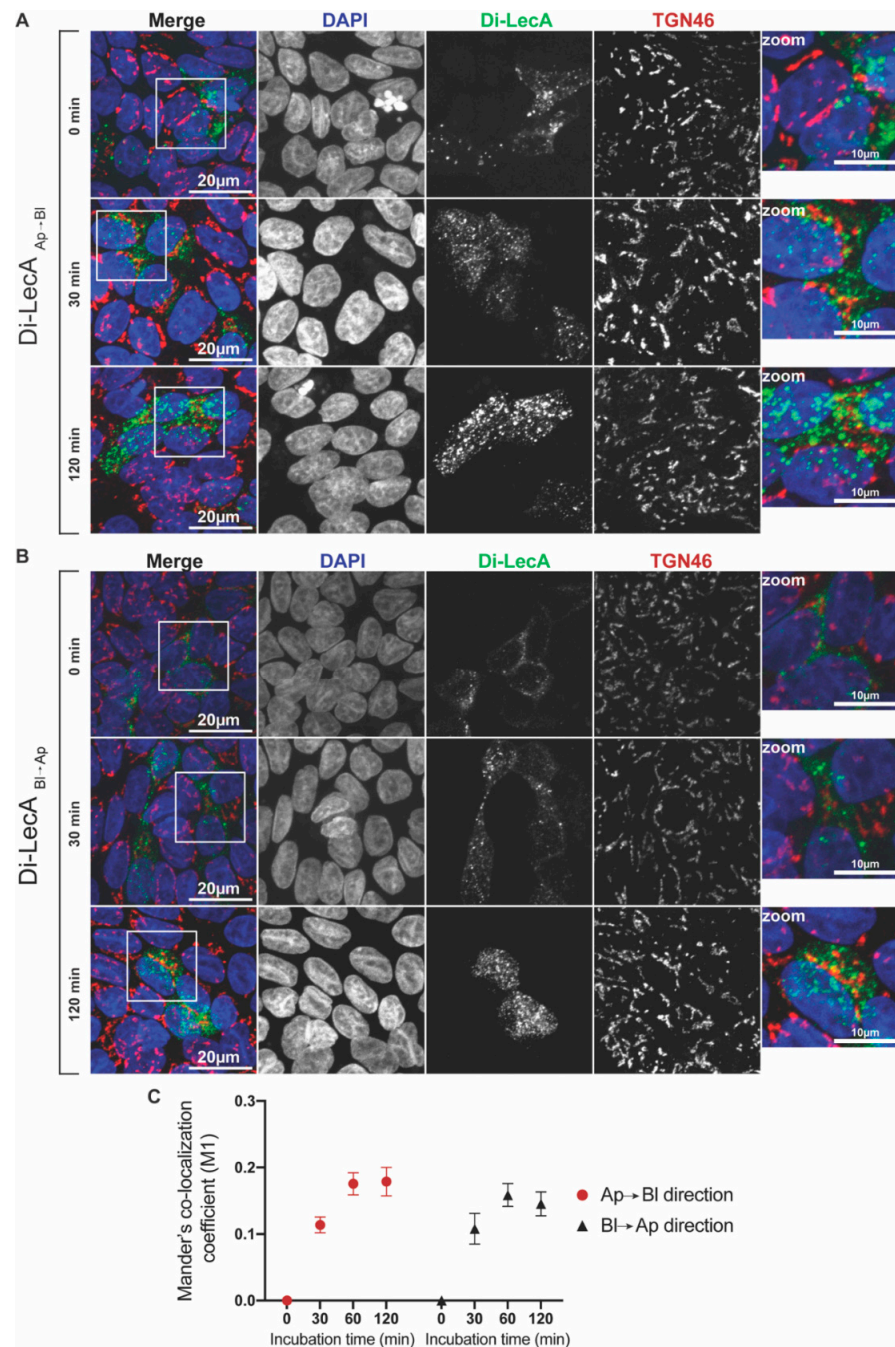 A
Merge DAPI Di-LecA TGN46
Di-LecA Ap→Bl
0 min
20μm
zoom
10μm
30 min
20μm
zoom
10μm
120 min
20μm
zoom
10μm
B
Merge DAPI Di-LecA TGN46
Di-LecA Bl→Ap
0 min
20μm
zoom
10μm
30 min
20μm
zoom
10μm
120 min
20μm
zoom
10μm
C
Mander's co-localization
coefficient (M1)
0.3
0.2
0.1
0.0
0 30 60 120 0 30 60 120
Incubation time (min) Incubation time (min)
Ap→Bl direction
Bl→Ap direction